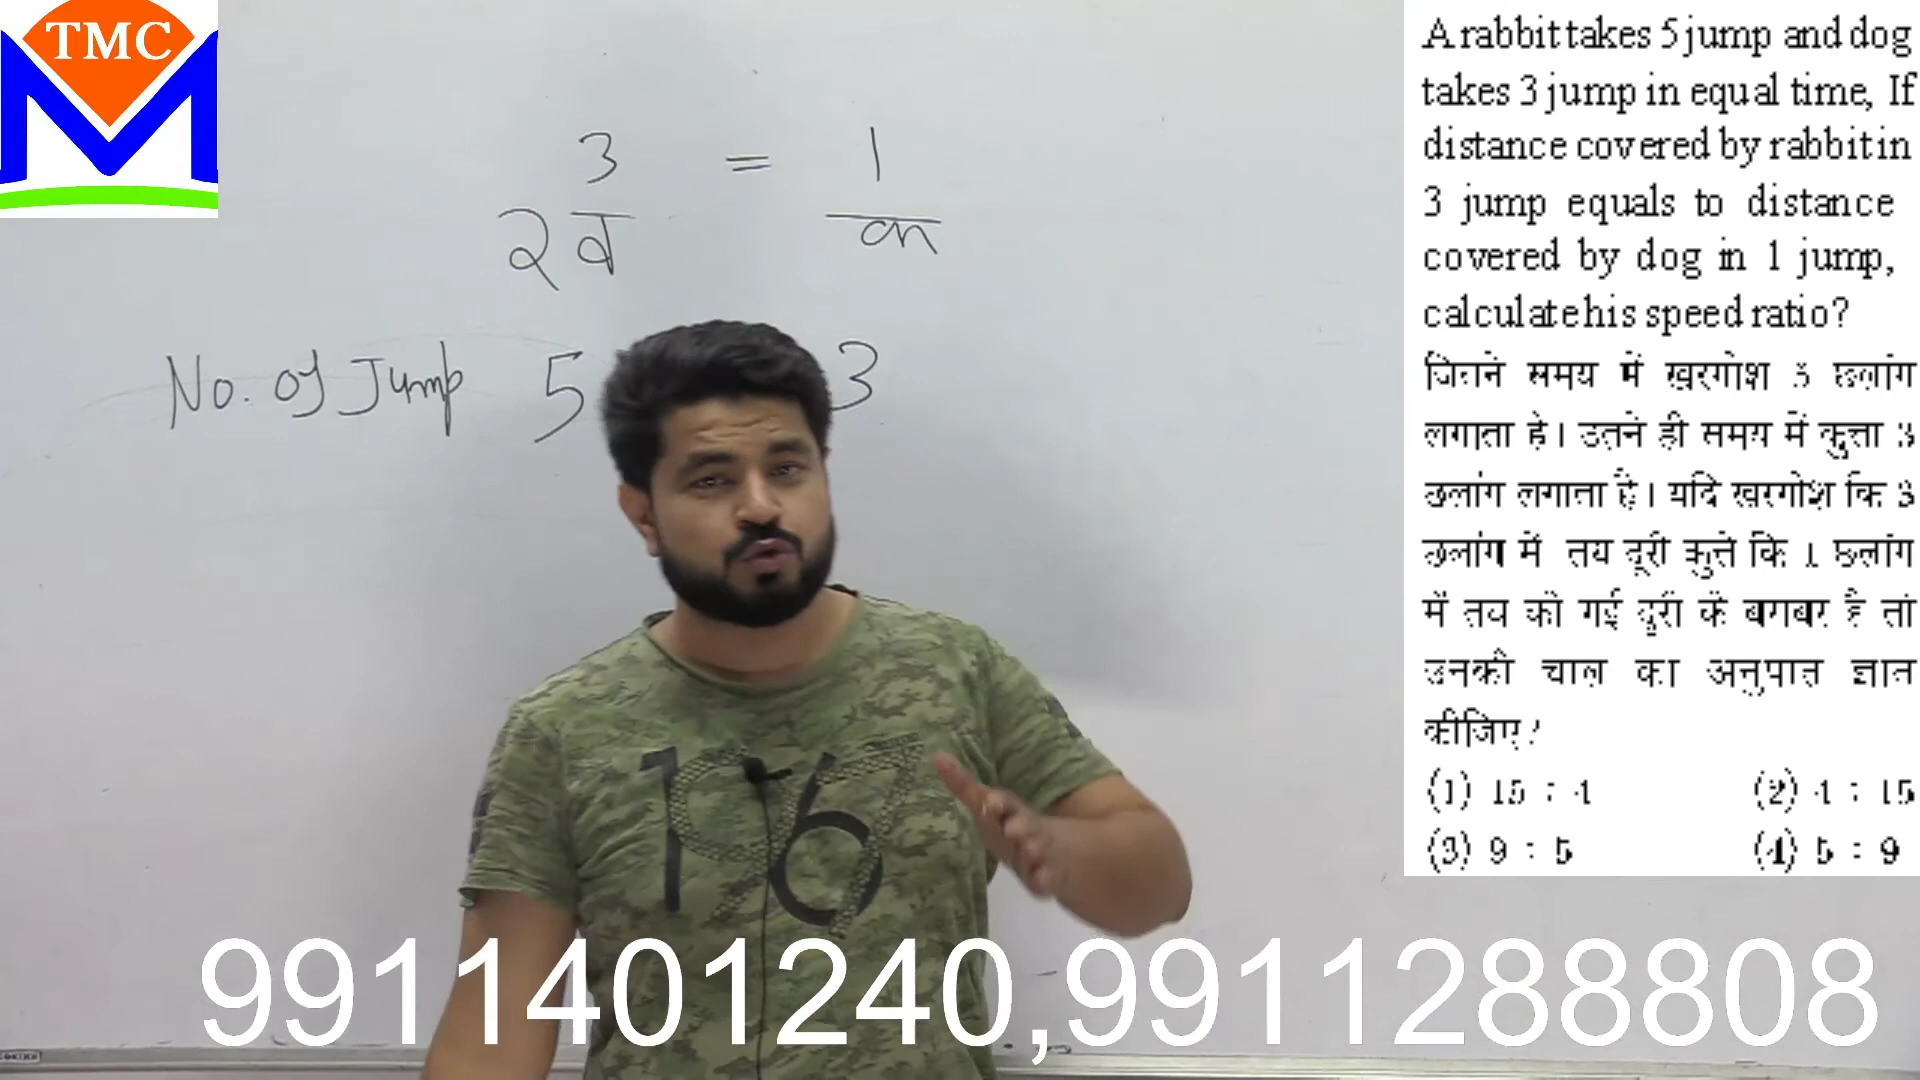 TMC
3 = 1
No. Of Jump 5 3
A rabbit takes 5 jump and dog
takes 3 jump in equal time, If
distance covered by rabbit in
3 jump equals to distance
covered by dog in 1 jump,
calculate his speed ratio?
जितने समय में खरगोश 5 छलांग
लगाता है। उतने ही समय में कुत्ता 3
छलांग लगाता है। यदि खरगोश कि 3
छलांग में तय दूरी कुत्ते कि 1 छलांग
में तय की गई दूरी के बराबर है तो
उनकी चाल का अनुपात ज्ञात
कीजिए?
(1) 15 : 4 (2) 4 : 15
(3) 9 : 5 (4) 5 : 9
9911401240,9911288808